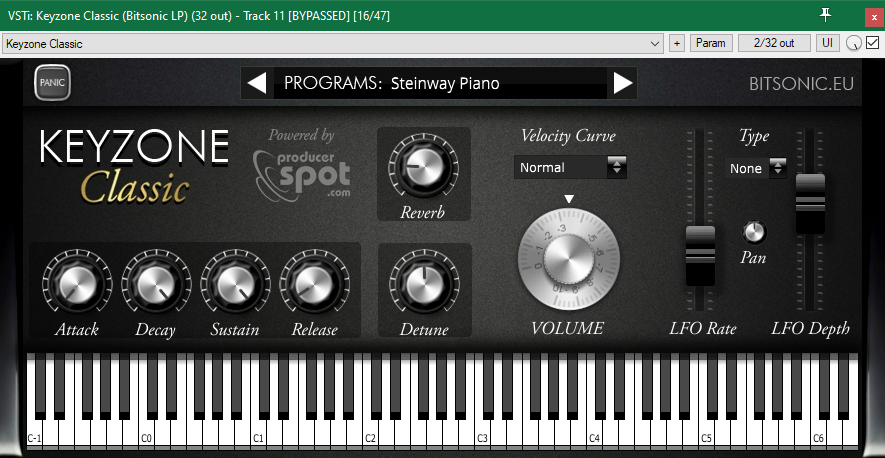 VSTi: Keyzone Classic (Bitsonic LP) (32 out) - Track 11 [BYPASSED] [16/47]
x
Keyzone Classic
+
Param
2/32 out
UI
PANIC
PROGRAMS: Steinway Piano
BITSONIC.EU
KEYZONE
Classic
Powered by
producer
spot
.com
Reverb
Velocity Curve
Normal
Type
None
Pan
Attack
Decay
Sustain
Release
Detune
VOLUME
LFO Rate
LFO Depth
C-1
C0
C1
C2
C3
C4
C5
C6